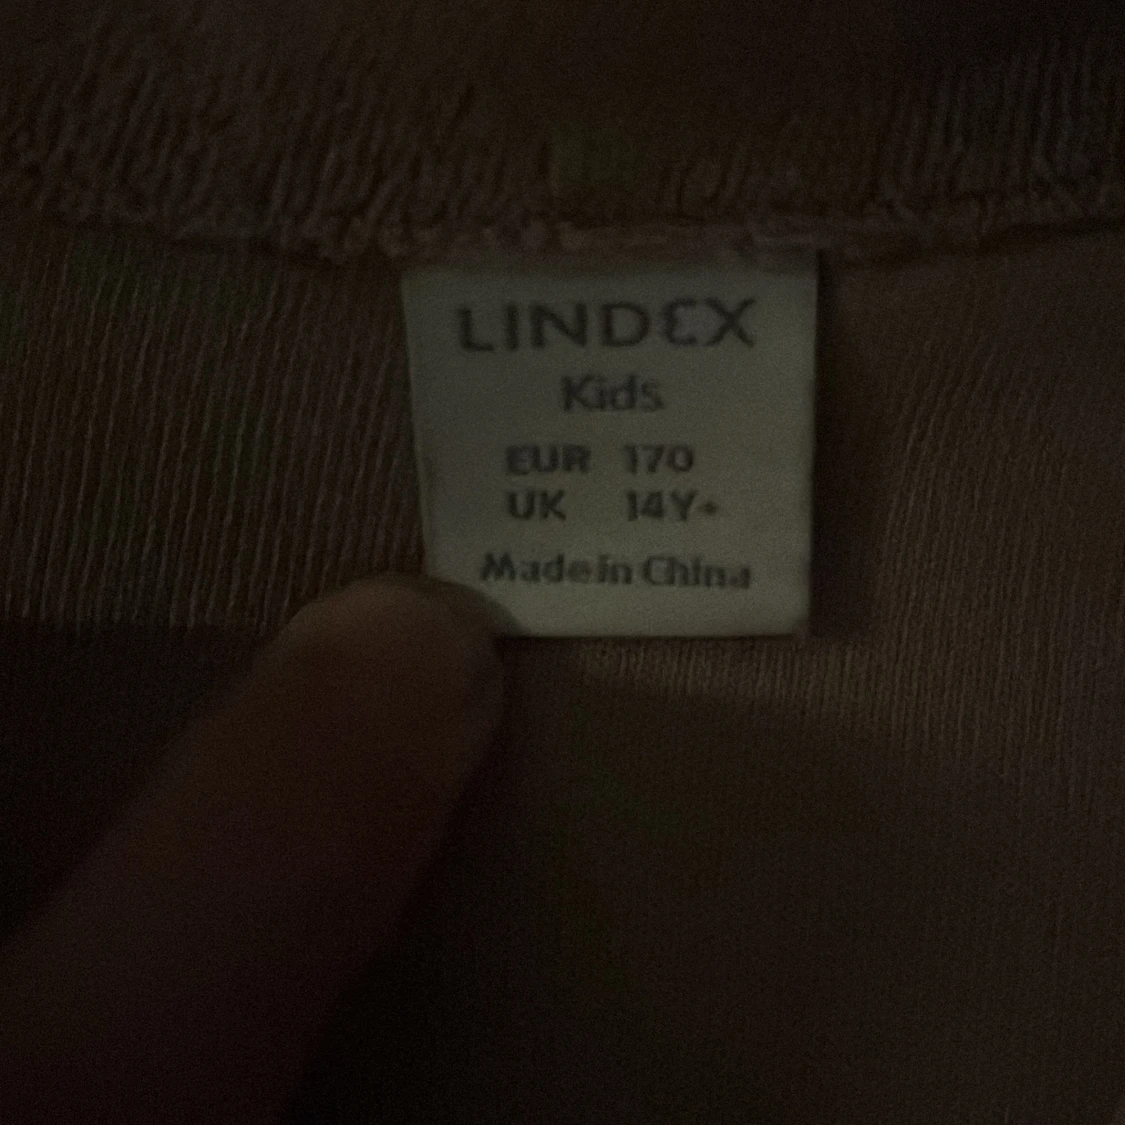 LINDEX
Kids
EUR 170
UK 14Y+
Made in China